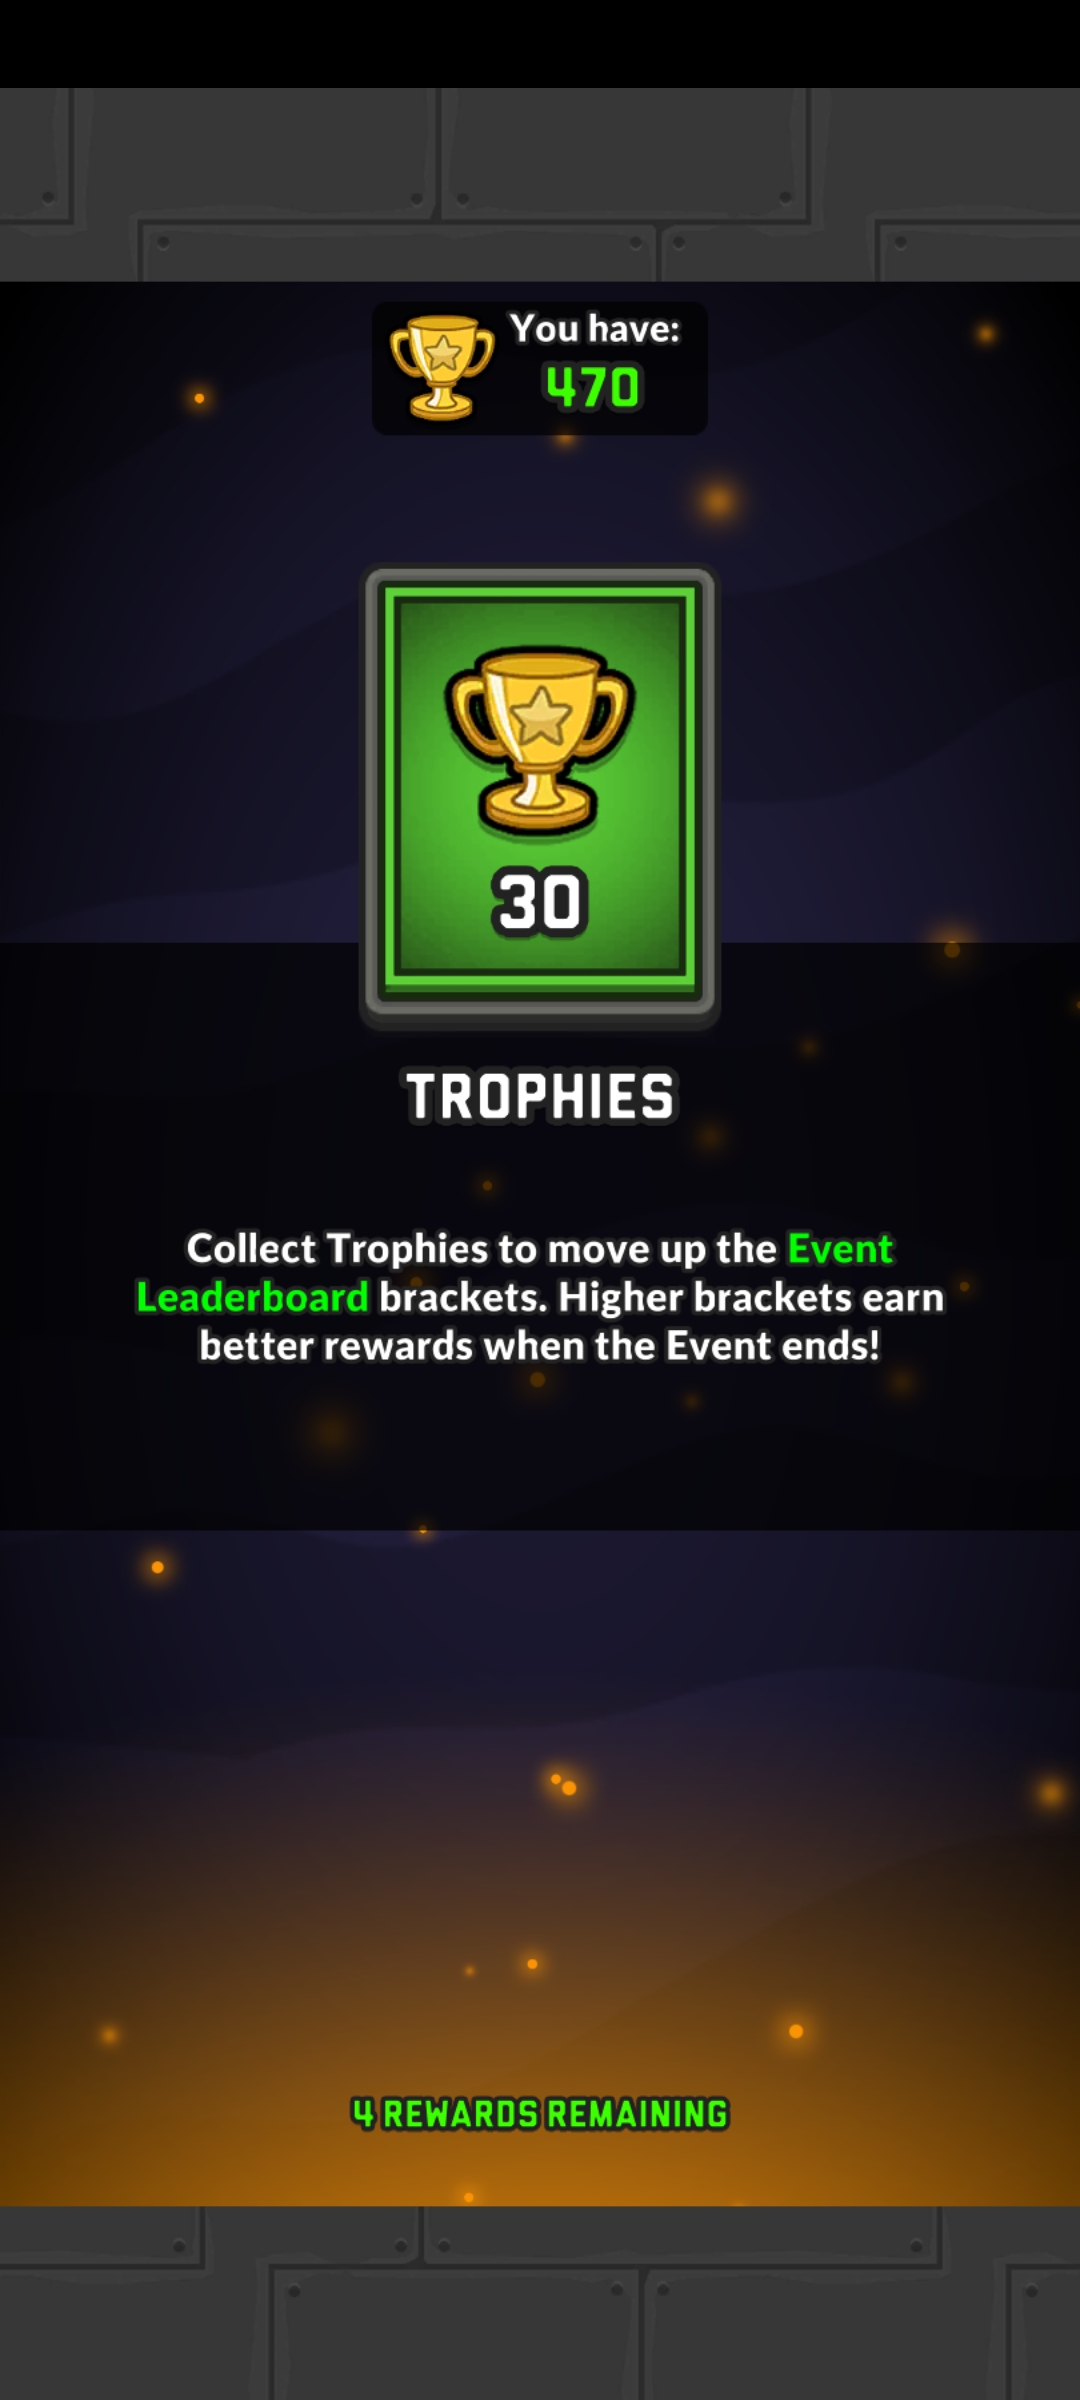 You have:
470
30
TROPHIES
Collect Trophies to move up the Event
Leaderboard brackets. Higher brackets earn
better rewards when the Event ends!
4 REWARDS REMAINING